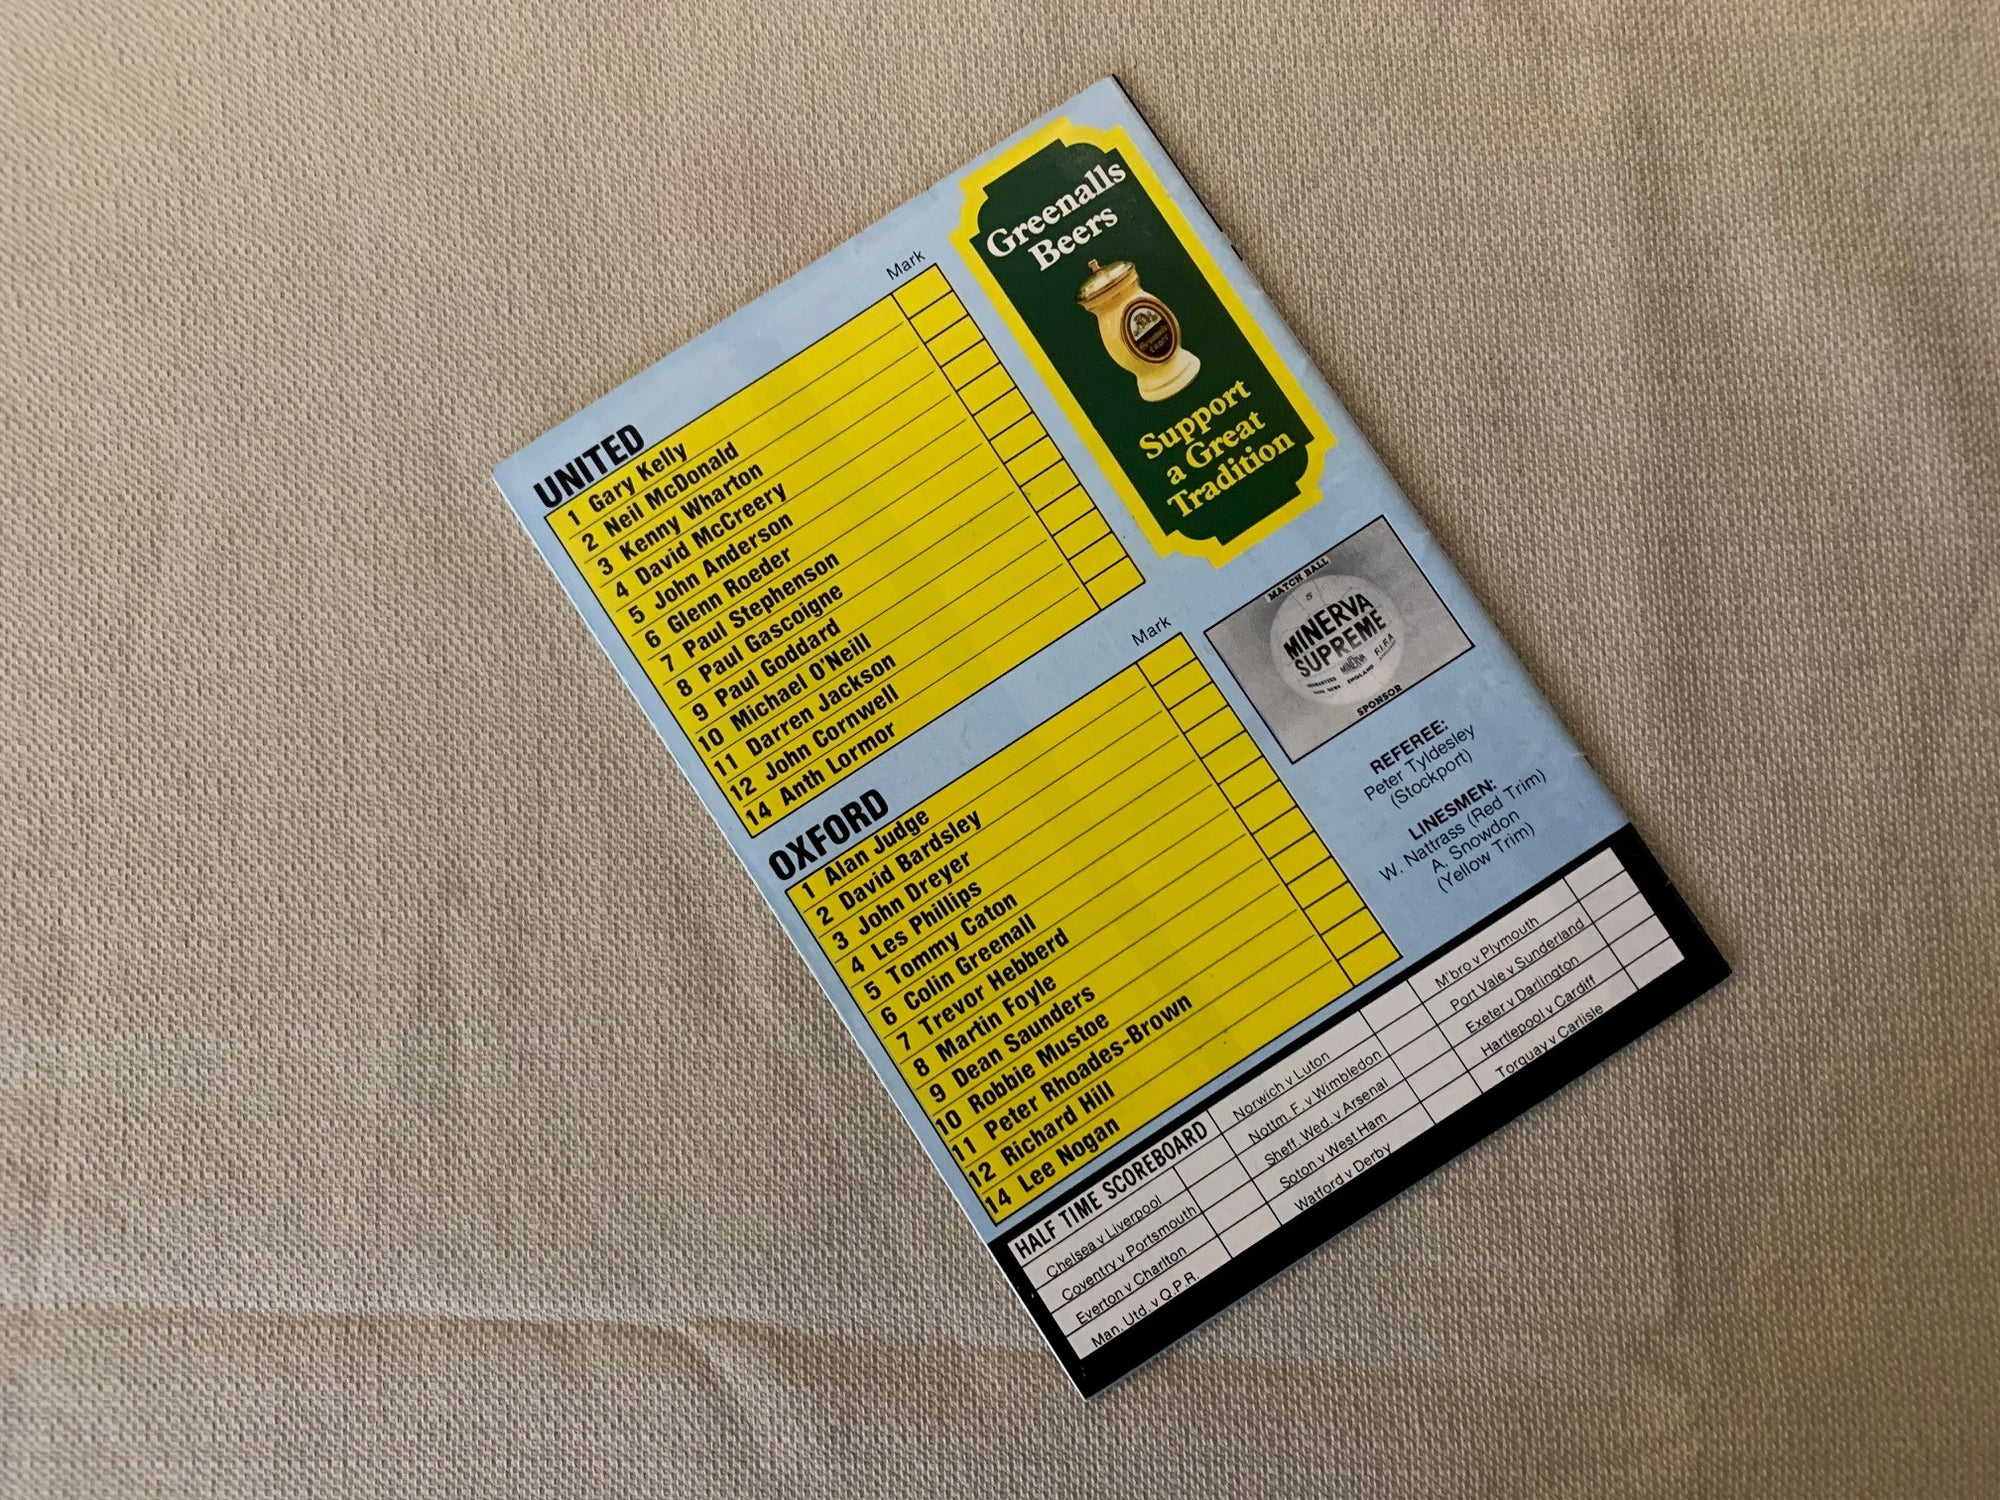 UNITED
Mark
1 Gary Kelly
2 Neil McDonald
3 Kenny Wharton
4 David McCreery
5 John Anderson
6 Glenn Roeder
7 Paul Stephenson
8 Paul Gascoigne
9 Paul Goddard
10 Michael O'Neill
11 Darren Jackson
12 John Cornwell
14 Anth Lormor
OXFORD
Mark
1 Alan Judge
2 David Bardsley
3 John Dreyer
4 Les Phillips
5 Tommy Caton
6 Colin Greenall
7 Trevor Hebberd
8 Martin Foyle
9 Dean Saunders
10 Robbie Mustoe
11 Peter Rhoades-Brown
12 Richard Hill
14 Lee Nogan
Greenalls
Beers
Support
a Great
Tradition
MATCH BALL
5
MINERVA
SUPREME
MINERVA
F.I.F.A
ENGLAND
SPONSOR
REFEREE:
Peter Tyldesley
(Stockport)
LINESMEN:
W. Nattrass (Red Trim)
A. Snowdon
(Yellow Trim)
HALF TIME SCOREBOARD
Chelsea v Liverpool
Coventry v Portsmouth
Everton v Charlton
Man. Utd. v Q.P.R.
Norwich v Luton
Nottm. F. v Wimbledon
Sheff. Wed. v Arsenal
Soton v West Ham
Watford v Derby
M'bro v Plymouth
Port Vale v Sunderland
Exeter v Darlington
Hartlepool v Cardiff
Torquay v Carlisle